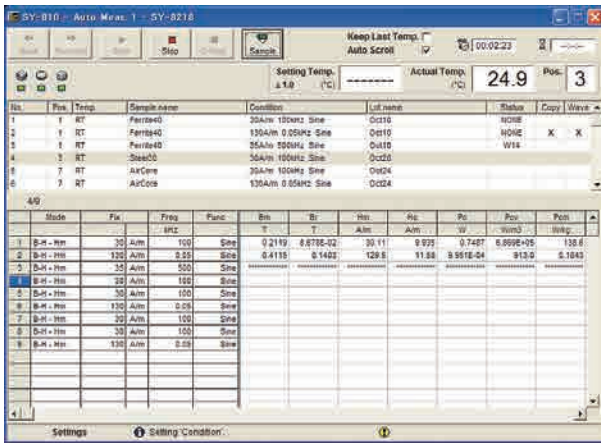 SY-810 - Auto Meas. 1 - SY-8218
Stop Sample
Keep Last Temp.
Auto Scroll
00:02:23
Setting Temp. Actual Temp. Pos.
±1.0 (°C) ------- (°C) 24.9 3
No. Pos. Temp. Sample name Condition Lot name Status Copy Wave
1 1 RT Ferrite40 30A/m 100kHz Sine Oct18 NONE
2 1 RT Ferrite40 130A/m 0.05kHz Sine Oct18 NONE X X
3 1 RT Ferrite40 35A/m 500kHz Sine Oct18 W14
4 3 RT Steel20 30A/m 100kHz Sine Oct20
5 7 RT AirCore 30A/m 100kHz Sine Oct24
6 7 RT AirCore 130A/m 0.05kHz Sine Oct24
4/9
Mode Fix Freq Func Bm Br Hm Hc Pc Pcv Pcm
kHz T T A/m A/m W W/m3 W/kg
1 B-H - Hm 30 A/m 100 Sine 0.2119 8.878E-02 30.11 9.935 0.7487 6.869E+05 138.6
2 B-H - Hm 130 A/m 0.05 Sine 0.4115 0.1403 129.5 11.58 9.951E-04 913.0 0.1843
3 B-H - Hm 35 A/m 500 Sine
4 B-H - Hm 30 A/m 100 Sine
5 B-H - Hm 30 A/m 100 Sine
6 B-H - Hm 130 A/m 0.05 Sine
7 B-H - Hm 30 A/m 100 Sine
8 B-H - Hm 30 A/m 100 Sine
9 B-H - Hm 130 A/m 0.05 Sine
Settings Setting 'Condition'.